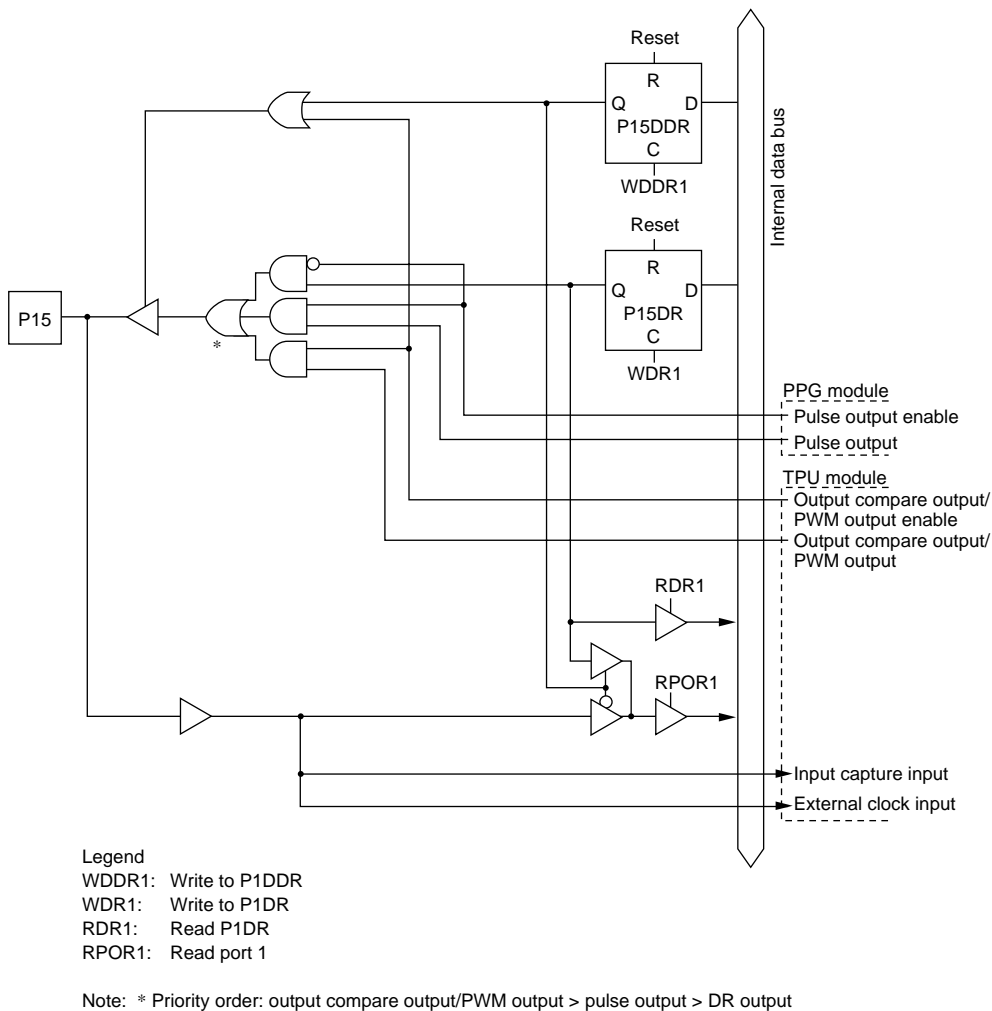 Reset
R
Q D
P15DDR
C
WDDR1
Internal data bus
Reset
R
Q D
P15DR
C
WDR1
P15
*
PPG module
Pulse output enable
Pulse output
TPU module
Output compare output/
PWM output enable
Output compare output/
PWM output
RDR1
RPOR1
Input capture input
External clock input
Legend
WDDR1: Write to P1DDR
WDR1: Write to P1DR
RDR1: Read P1DR
RPOR1: Read port 1
Note: * Priority order: output compare output/PWM output > pulse output > DR output